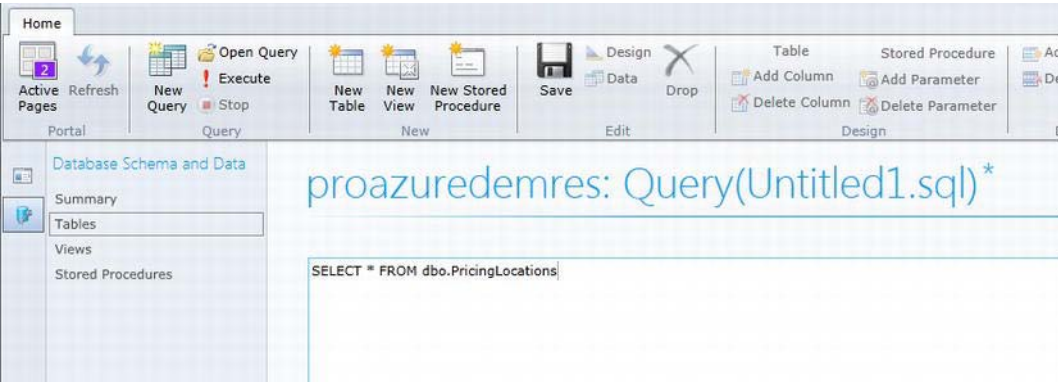 Home
2
Active Pages
Refresh
Portal
New Query
Open Query
Execute
Stop
Query
New Table
New View
New Stored Procedure
New
Save
Design
Data
Drop
Edit
Table
Add Column
Delete Column
Stored Procedure
Add Parameter
Delete Parameter
Design
Database Schema and Data
Summary
Tables
Views
Stored Procedures
proazuredemres: Query(Untitled1.sql)*
SELECT * FROM dbo.PricingLocations